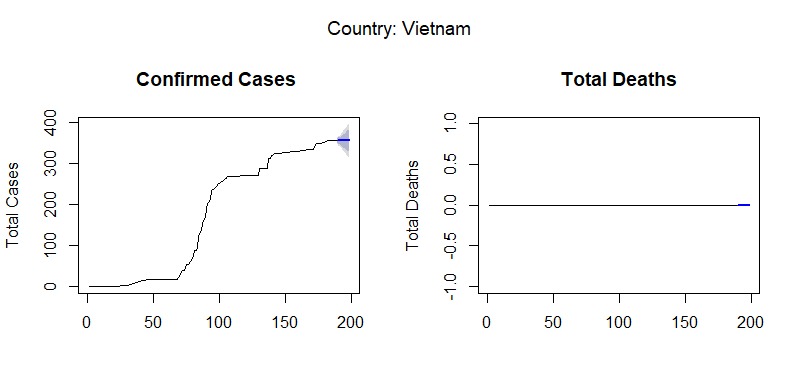 Country: Vietnam
Confirmed Cases
Total Cases
400
300
200
100
0
0 50 100 150 200
Total Deaths
Total Deaths
1.0
0.5
0.0
-0.5
-1.0
0 50 100 150 200